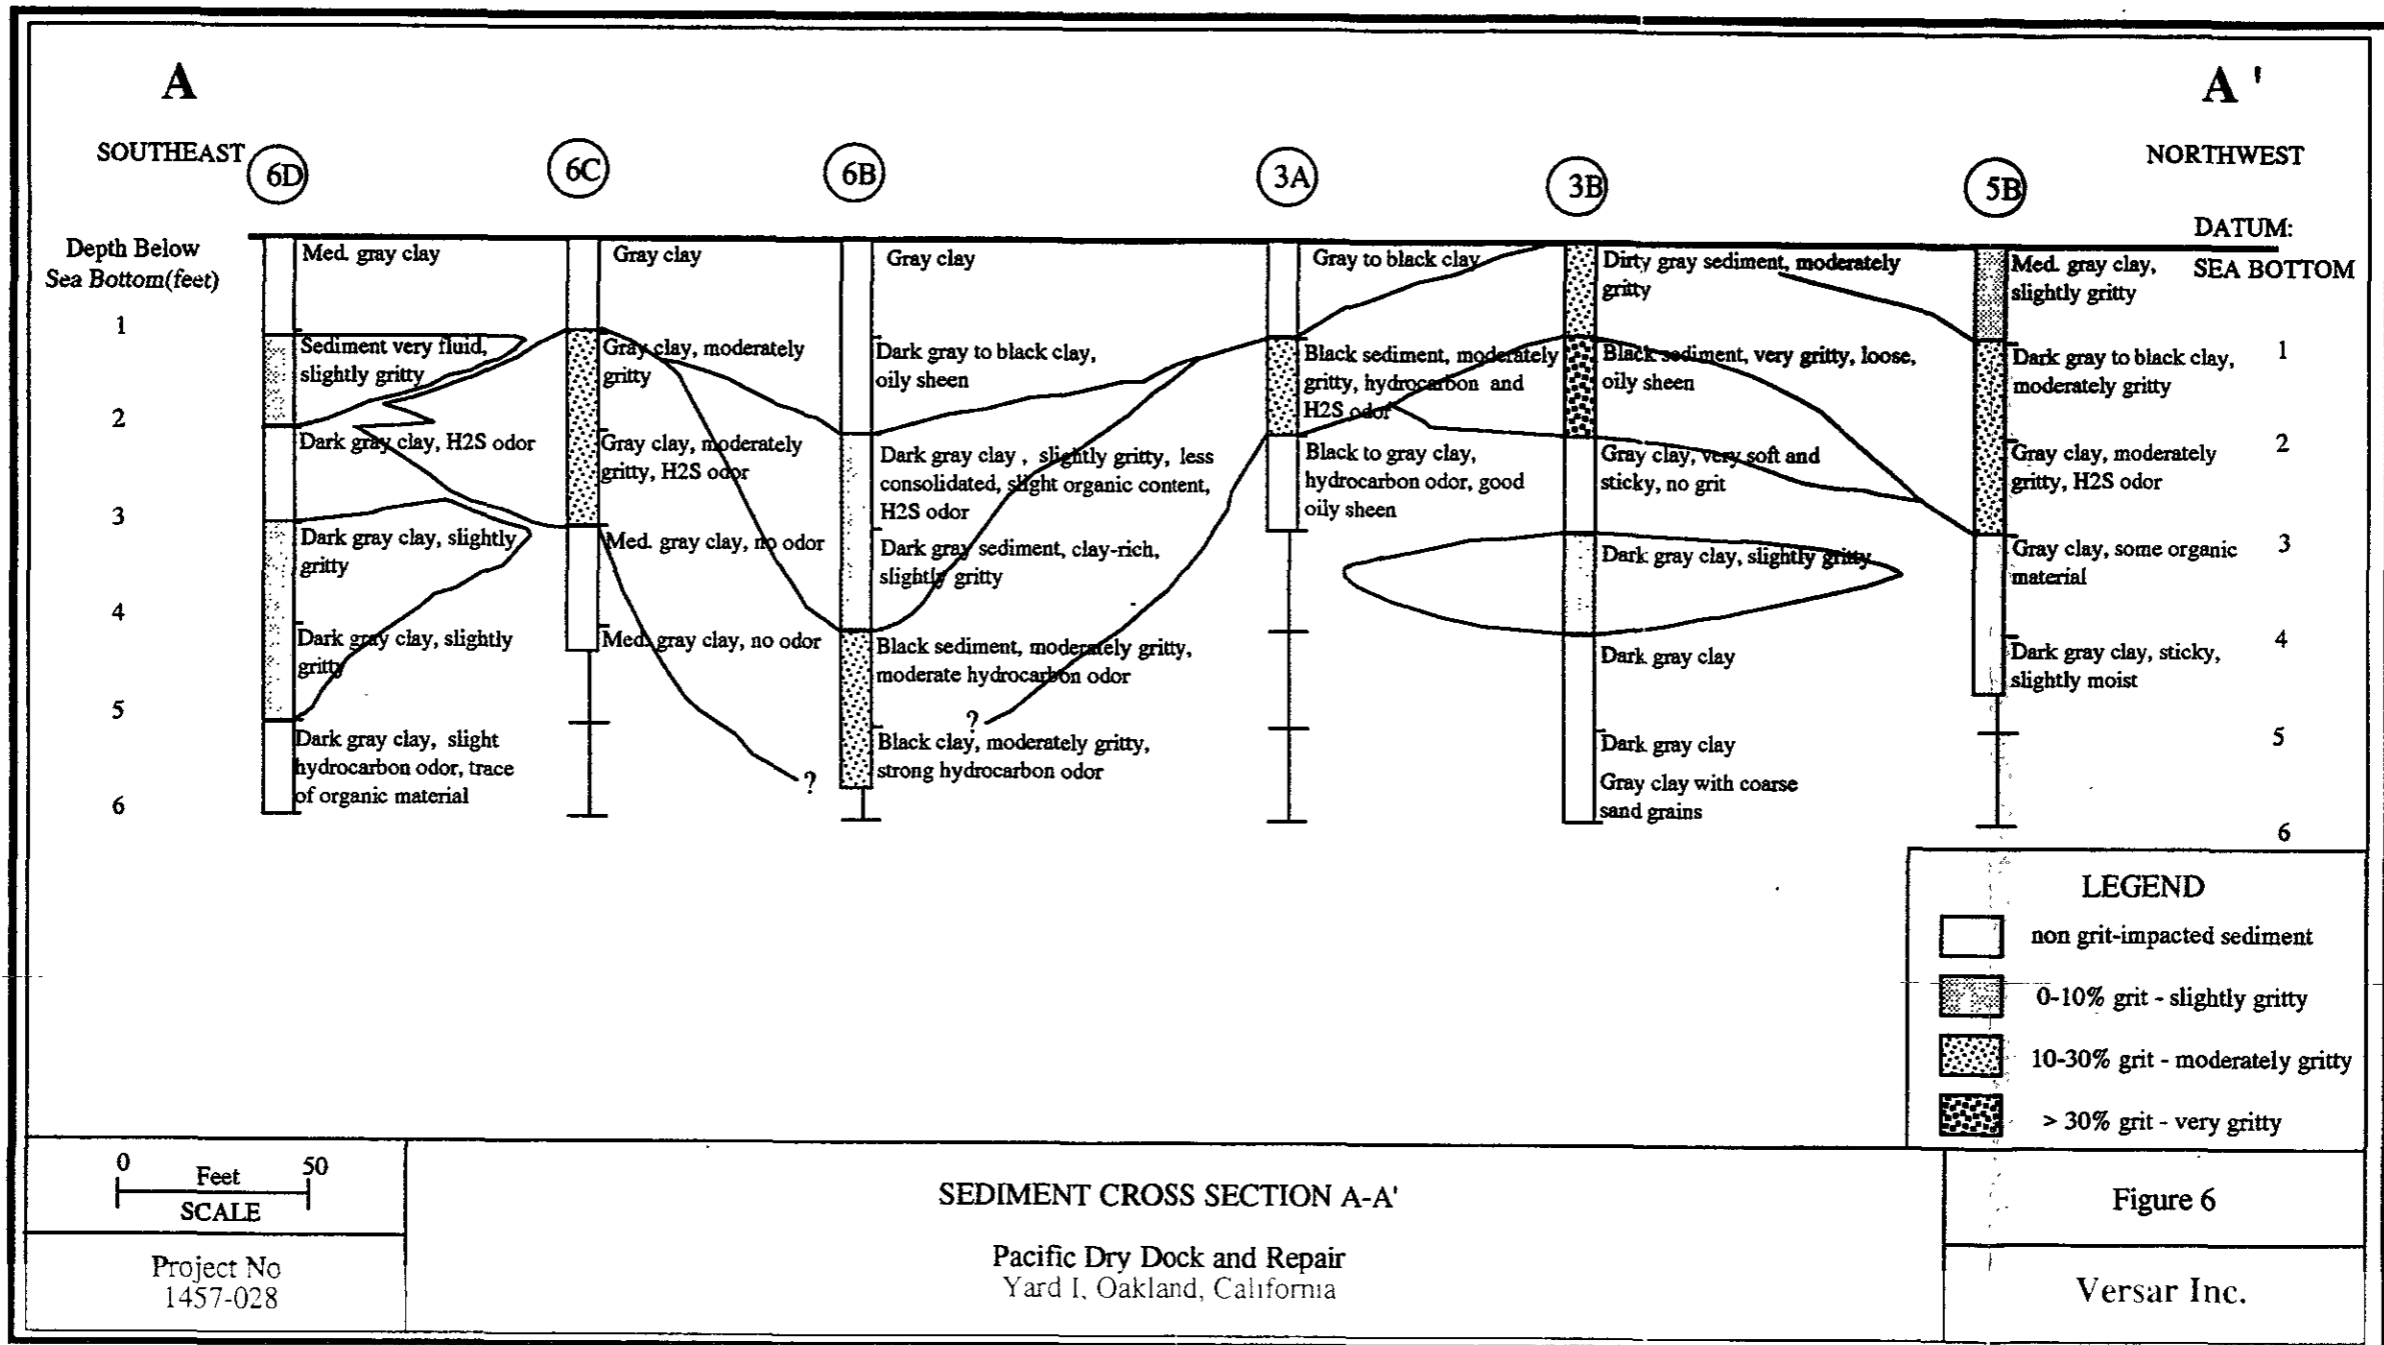 A
A '
SOUTHEAST
NORTHWEST
6D
6C
6B
3A
3B
5B
DATUM:
SEA BOTTOM
Depth Below
Sea Bottom(feet)
1
2
3
4
5
6
Med. gray clay
Sediment very fluid,
slightly gritty
Dark gray clay, H2S odor
Dark gray clay, slightly
gritty
Dark gray clay, slightly
gritty
Dark gray clay, slight
hydrocarbon odor, trace
of organic material
Gray clay
Gray clay, moderately
gritty
Gray clay, moderately
gritty, H2S odor
Med. gray clay, no odor
Med. gray clay, no odor
?
Gray clay
Dark gray to black clay,
oily sheen
Dark gray clay , slightly gritty, less
consolidated, slight organic content,
H2S odor
Dark gray sediment, clay-rich,
slightly gritty
Black sediment, moderately gritty,
moderate hydrocarbon odor
?
Black clay, moderately gritty,
strong hydrocarbon odor
Gray to black clay
Black sediment, moderately
gritty, hydrocarbon and
H2S odor
Black to gray clay,
hydrocarbon odor, good
oily sheen
Dirty gray sediment, moderately
gritty
Black sediment, very gritty, loose,
oily sheen
Gray clay, very soft and
sticky, no grit
Dark gray clay, slightly gritty
Dark gray clay
Dark gray clay
Gray clay with coarse
sand grains
Med. gray clay,
slightly gritty
Dark gray to black clay,
moderately gritty
Gray clay, moderately
gritty, H2S odor
Gray clay, some organic
material
Dark gray clay, sticky,
slightly moist
1
2
3
4
5
6
LEGEND
non grit-impacted sediment
0-10% grit - slightly gritty
10-30% grit - moderately gritty
> 30% grit - very gritty
0 50
Feet
SCALE
Project No
1457-028
SEDIMENT CROSS SECTION A-A'
Pacific Dry Dock and Repair
Yard I, Oakland, California
Figure 6
Versar Inc.